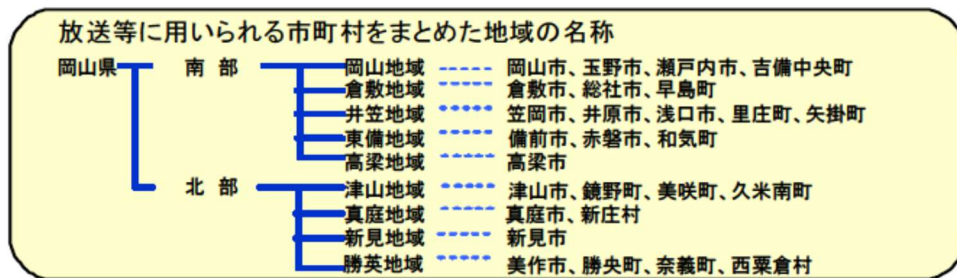 放送等に用いられる市町村をまとめた地域の名称
岡山県 南部 岡山地域 岡山市、玉野市、瀬戸内市、吉備中央町
倉敷地域 倉敷市、総社市、早島町
井笠地域 笠岡市、井原市、浅口市、里庄町、矢掛町
東備地域 備前市、赤磐市、和気町
高梁地域 高梁市
北部 津山地域 津山市、鏡野町、美咲町、久米南町
真庭地域 真庭市、新庄村
新見地域 新見市
勝英地域 美作市、勝央町、奈義町、西粟倉村